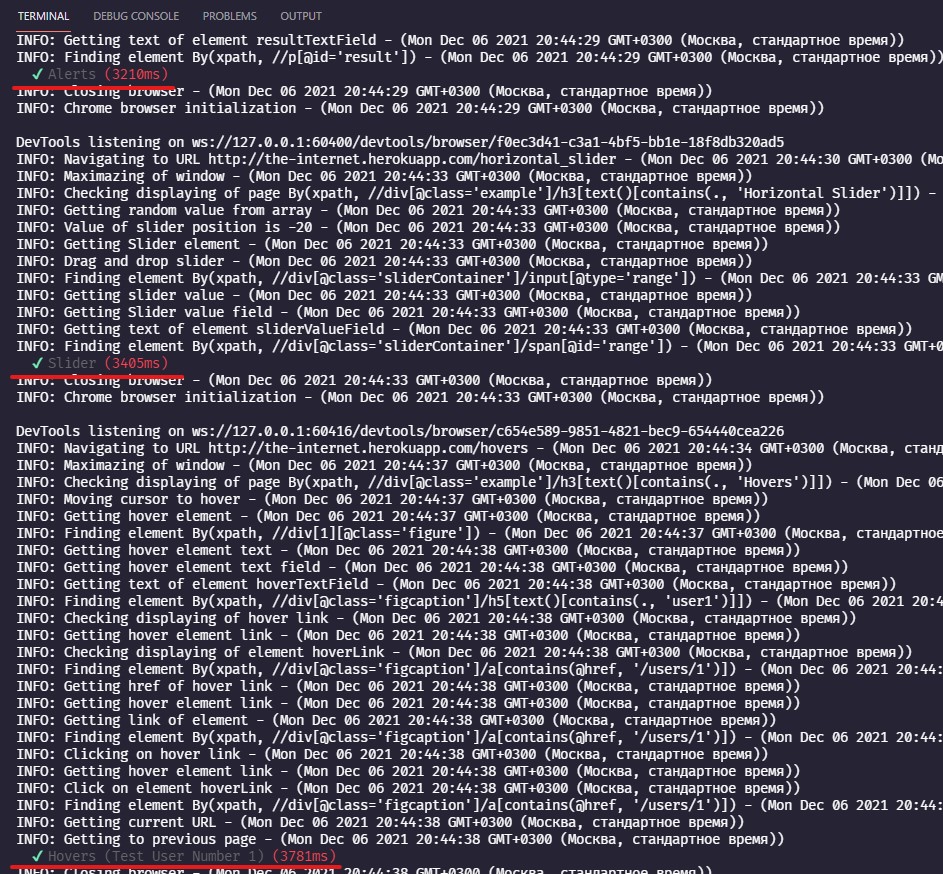 TERMINAL DEBUG CONSOLE PROBLEMS OUTPUT
INFO: Getting text of element resultTextField - (Mon Dec 06 2021 20:44:29 GMT+0300 (Москва, стандартное время))
INFO: Finding element By(xpath, //p[@id='result']) - (Mon Dec 06 2021 20:44:29 GMT+0300 (Москва, стандартное время))
✓ Alerts (3210ms)
INFO: Closing browser - (Mon Dec 06 2021 20:44:29 GMT+0300 (Москва, стандартное время))
INFO: Chrome browser initialization - (Mon Dec 06 2021 20:44:29 GMT+0300 (Москва, стандартное время))
DevTools listening on ws://127.0.0.1:60400/devtools/browser/f0ec3d41-c3a1-4bf5-bb1e-18f8db320ad5
INFO: Navigating to URL http://the-internet.herokuapp.com/horizontal_slider - (Mon Dec 06 2021 20:44:30 GMT+0300 (Мо
INFO: Maximazing of window - (Mon Dec 06 2021 20:44:33 GMT+0300 (Москва, стандартное время))
INFO: Checking displaying of page By(xpath, //div[@class='example']/h3[text()[contains(., 'Horizontal Slider')]]) -
INFO: Getting random value from array - (Mon Dec 06 2021 20:44:33 GMT+0300 (Москва, стандартное время))
INFO: Value of slider position is -20 - (Mon Dec 06 2021 20:44:33 GMT+0300 (Москва, стандартное время))
INFO: Getting Slider element - (Mon Dec 06 2021 20:44:33 GMT+0300 (Москва, стандартное время))
INFO: Drag and drop slider - (Mon Dec 06 2021 20:44:33 GMT+0300 (Москва, стандартное время))
INFO: Finding element By(xpath, //div[@class='sliderContainer']/input[@type='range']) - (Mon Dec 06 2021 20:44:33 GM
INFO: Getting slider value - (Mon Dec 06 2021 20:44:33 GMT+0300 (Москва, стандартное время))
INFO: Getting Slider value field - (Mon Dec 06 2021 20:44:33 GMT+0300 (Москва, стандартное время))
INFO: Getting text of element sliderValueField - (Mon Dec 06 2021 20:44:33 GMT+0300 (Москва, стандартное время))
INFO: Finding element By(xpath, //div[@class='sliderContainer']/span[@id='range']) - (Mon Dec 06 2021 20:44:33 GMT+0
✓ Slider (3405ms)
INFO: Closing browser - (Mon Dec 06 2021 20:44:33 GMT+0300 (Москва, стандартное время))
INFO: Chrome browser initialization - (Mon Dec 06 2021 20:44:33 GMT+0300 (Москва, стандартное время))
DevTools listening on ws://127.0.0.1:60416/devtools/browser/c654e589-9851-4821-bec9-654440cea226
INFO: Navigating to URL http://the-internet.herokuapp.com/hovers - (Mon Dec 06 2021 20:44:34 GMT+0300 (Москва, станд
INFO: Maximazing of window - (Mon Dec 06 2021 20:44:37 GMT+0300 (Москва, стандартное время))
INFO: Checking displaying of page By(xpath, //div[@class='example']/h3[text()[contains(., 'Hovers')]]) - (Mon Dec 06
INFO: Moving cursor to hover - (Mon Dec 06 2021 20:44:37 GMT+0300 (Москва, стандартное время))
INFO: Getting hover element - (Mon Dec 06 2021 20:44:37 GMT+0300 (Москва, стандартное время))
INFO: Finding element By(xpath, //div[1][@class='figure']) - (Mon Dec 06 2021 20:44:37 GMT+0300 (Москва, стандартное
INFO: Getting hover element text - (Mon Dec 06 2021 20:44:38 GMT+0300 (Москва, стандартное время))
INFO: Getting hover element text field - (Mon Dec 06 2021 20:44:38 GMT+0300 (Москва, стандартное время))
INFO: Getting text of element hoverTextField - (Mon Dec 06 2021 20:44:38 GMT+0300 (Москва, стандартное время))
INFO: Finding element By(xpath, //div[@class='figcaption']/h5[text()[contains(., 'user1')]]) - (Mon Dec 06 2021 20:4
INFO: Checking displaying of hover link - (Mon Dec 06 2021 20:44:38 GMT+0300 (Москва, стандартное время))
INFO: Getting hover element link - (Mon Dec 06 2021 20:44:38 GMT+0300 (Москва, стандартное время))
INFO: Checking displaying of element hoverLink - (Mon Dec 06 2021 20:44:38 GMT+0300 (Москва, стандартное время))
INFO: Finding element By(xpath, //div[@class='figcaption']/a[contains(@href, '/users/1')]) - (Mon Dec 06 2021 20:44:
INFO: Getting href of hover link - (Mon Dec 06 2021 20:44:38 GMT+0300 (Москва, стандартное время))
INFO: Getting hover element link - (Mon Dec 06 2021 20:44:38 GMT+0300 (Москва, стандартное время))
INFO: Getting link of element - (Mon Dec 06 2021 20:44:38 GMT+0300 (Москва, стандартное время))
INFO: Finding element By(xpath, //div[@class='figcaption']/a[contains(@href, '/users/1')]) - (Mon Dec 06 2021 20:44:
INFO: Clicking on hover link - (Mon Dec 06 2021 20:44:38 GMT+0300 (Москва, стандартное время))
INFO: Getting hover element link - (Mon Dec 06 2021 20:44:38 GMT+0300 (Москва, стандартное время))
INFO: Click on element hoverLink - (Mon Dec 06 2021 20:44:38 GMT+0300 (Москва, стандартное время))
INFO: Finding element By(xpath, //div[@class='figcaption']/a[contains(@href, '/users/1')]) - (Mon Dec 06 2021 20:44:
INFO: Getting current URL - (Mon Dec 06 2021 20:44:38 GMT+0300 (Москва, стандартное время))
INFO: Getting to previous page - (Mon Dec 06 2021 20:44:38 GMT+0300 (Москва, стандартное время))
✓ Hovers (Test User Number 1) (3781ms)
INFO: Closing browser - (Mon Dec 06 2021 20:44:38 GMT+0300 (Москва, стандартное время))